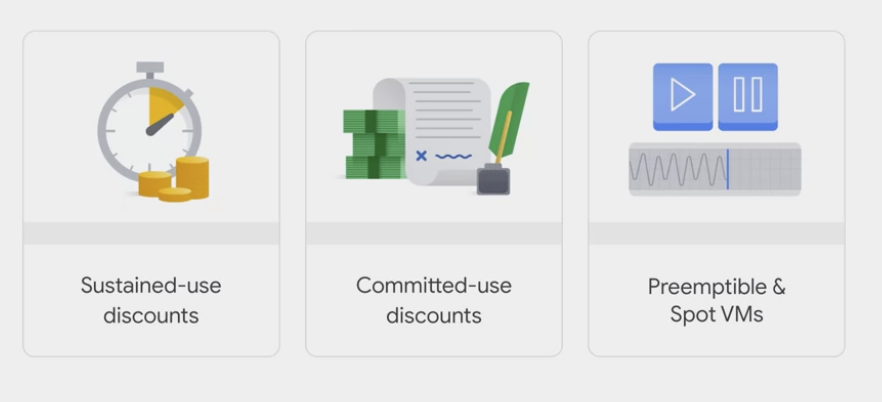 Sustained-use
discounts
Committed-use
discounts
Preemptible &
Spot VMs